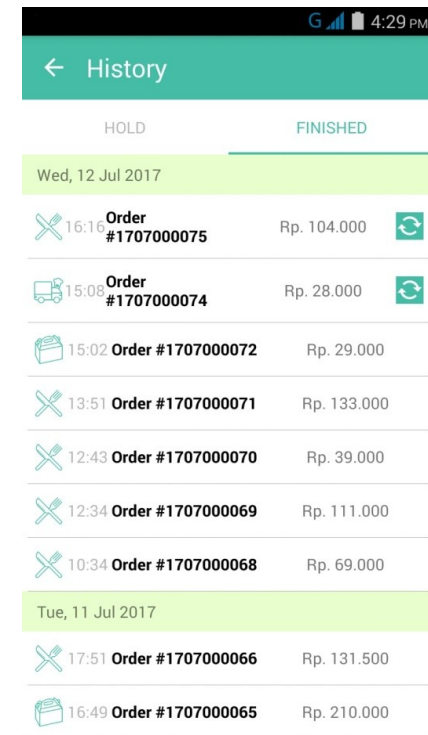 G 4:29 PM
History
HOLD FINISHED
Wed, 12 Jul 2017
16:16 Order #1707000075 Rp. 104.000
15:08 Order #1707000074 Rp. 28.000
15:02 Order #1707000072 Rp. 29.000
13:51 Order #1707000071 Rp. 133.000
12:43 Order #1707000070 Rp. 39.000
12:34 Order #1707000069 Rp. 111.000
10:34 Order #1707000068 Rp. 69.000
Tue, 11 Jul 2017
17:51 Order #1707000066 Rp. 131.500
16:49 Order #1707000065 Rp. 210.000